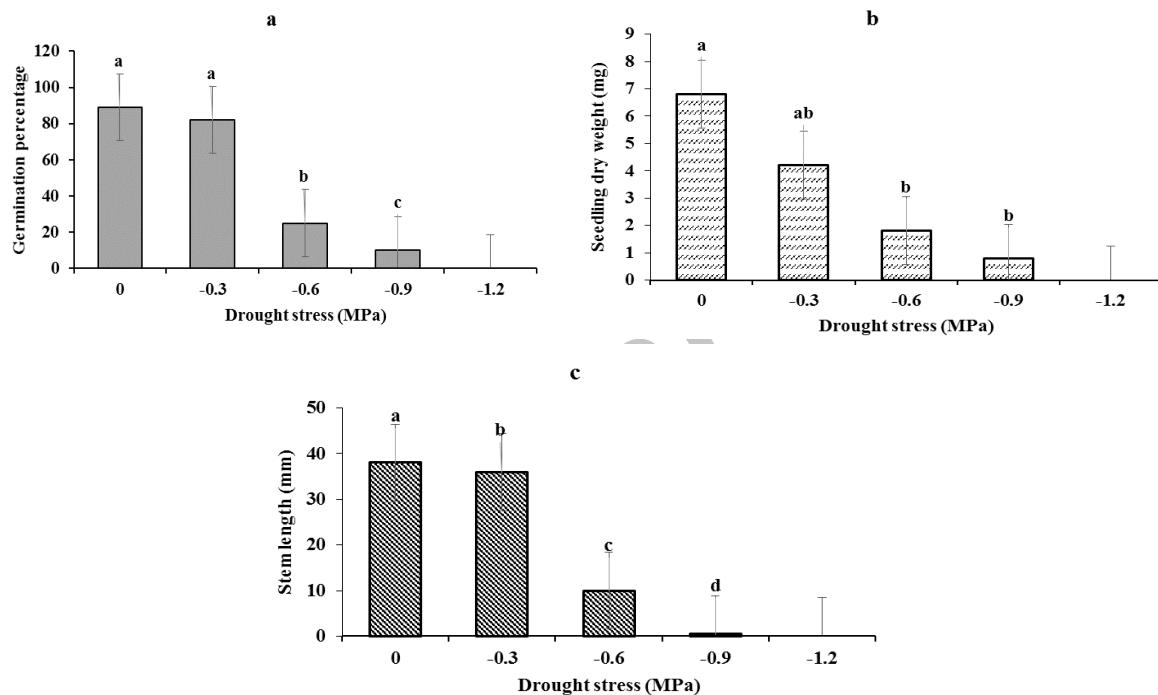 a
Germination percentage
120
100
80
60
40
20
0
a
a
b
c
0 -0.3 -0.6 -0.9 -1.2
Drought stress (MPa)
b
Seedling dry weight (mg)
9
8
7
6
5
4
3
2
1
0
a
ab
b
b
0 -0.3 -0.6 -0.9 -1.2
Drought stress (MPa)
c
Stem length (mm)
50
40
30
20
10
0
a
b
c
d
0 -0.3 -0.6 -0.9 -1.2
Drought stress (MPa)